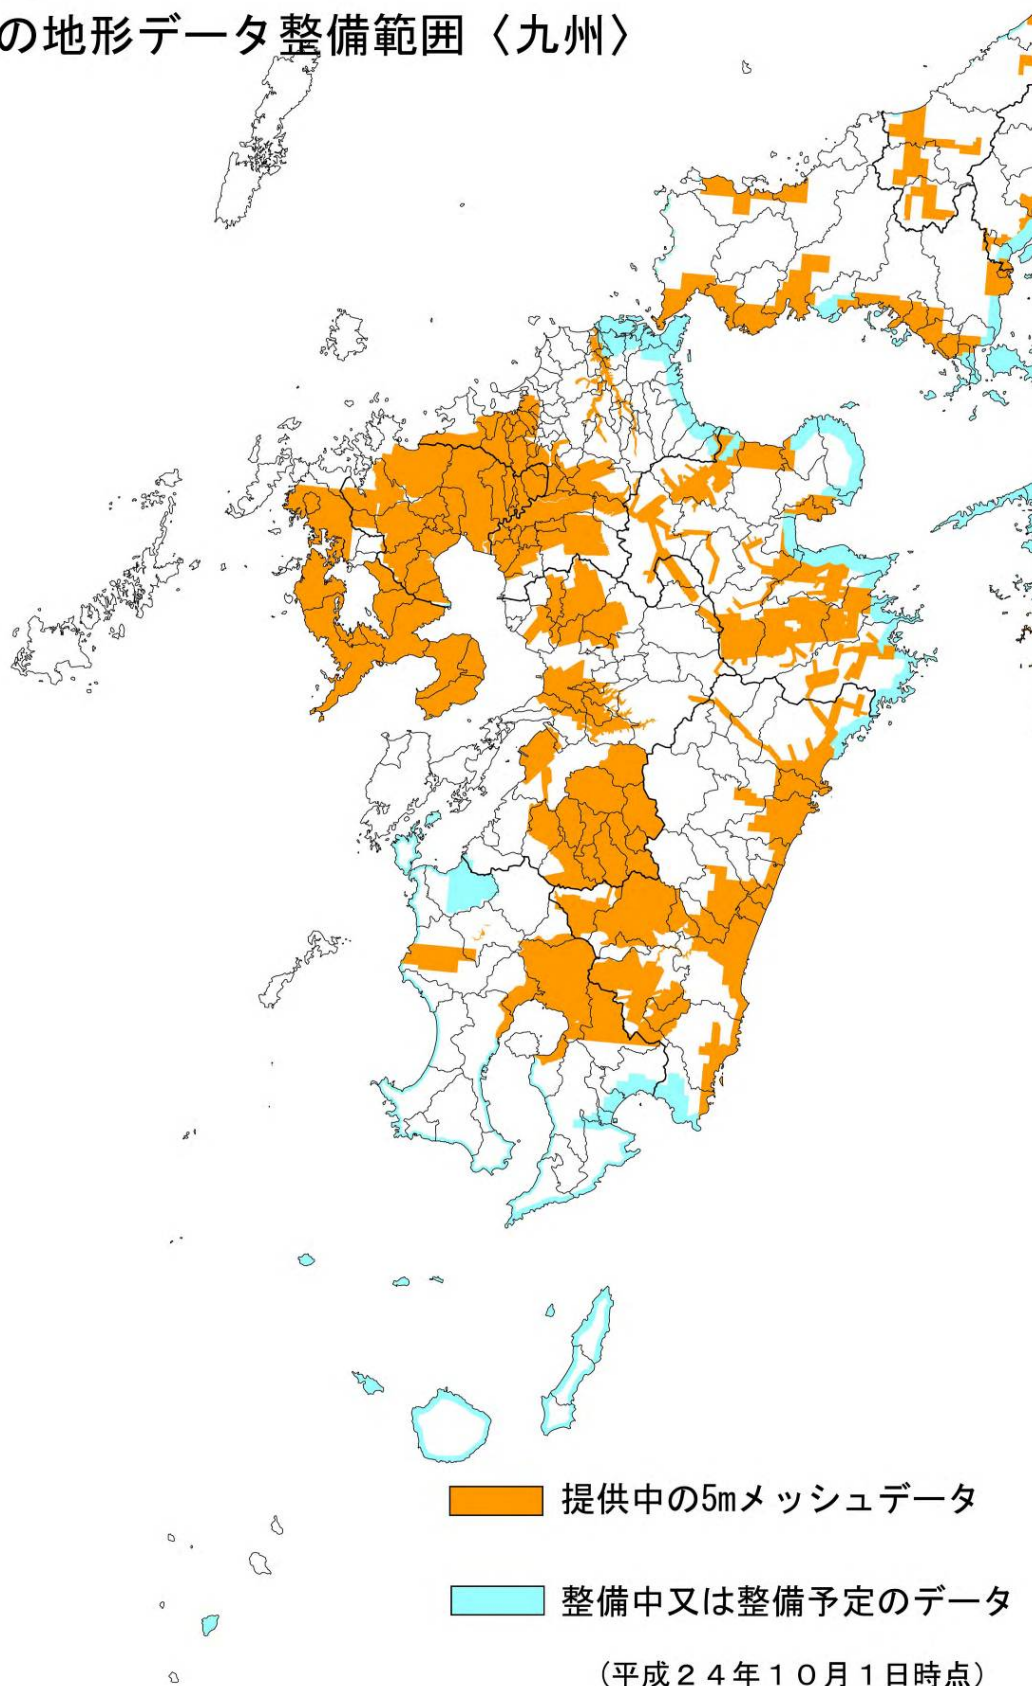 の地形データ整備範囲〈九州〉
提供中の5mメッシュデータ
整備中又は整備予定のデータ
（平成２４年１０月１日時点）